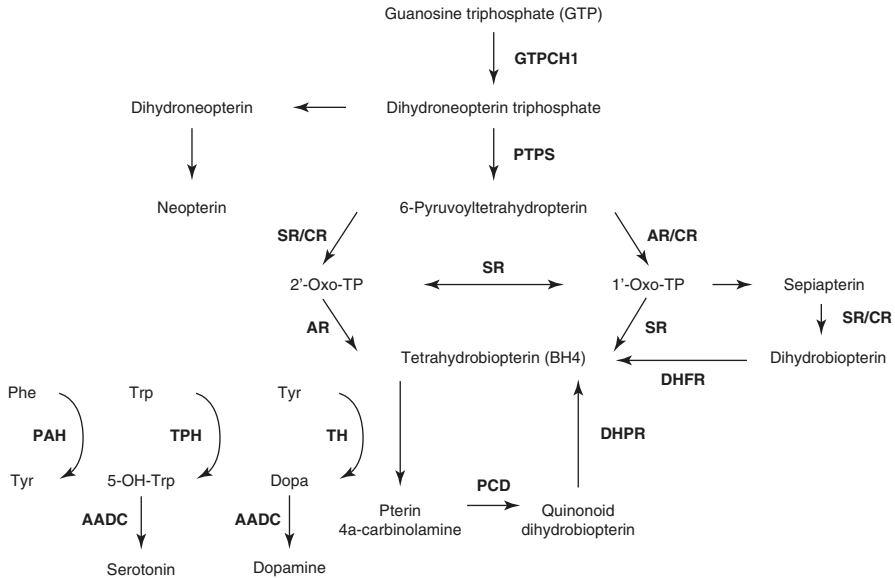 Guanosine triphosphate (GTP)
GTPCH1
Dihydroneopterin
Dihydroneopterin triphosphate
PTPS
Neopterin
6-Pyruvoyltetrahydropterin
SR/CR
AR/CR
2'-Oxo-TP
SR
1'-Oxo-TP
Sepiapterin
AR
SR
SR/CR
Tetrahydrobiopterin (BH4)
DHFR
Dihydrobiopterin
Phe
Trp
Tyr
PAH
TPH
TH
DHPR
Tyr
5-OH-Trp
Dopa
AADC
AADC
Pterin
4a-carbinolamine
PCD
Quinonoid
dihydrobiopterin
Serotonin
Dopamine